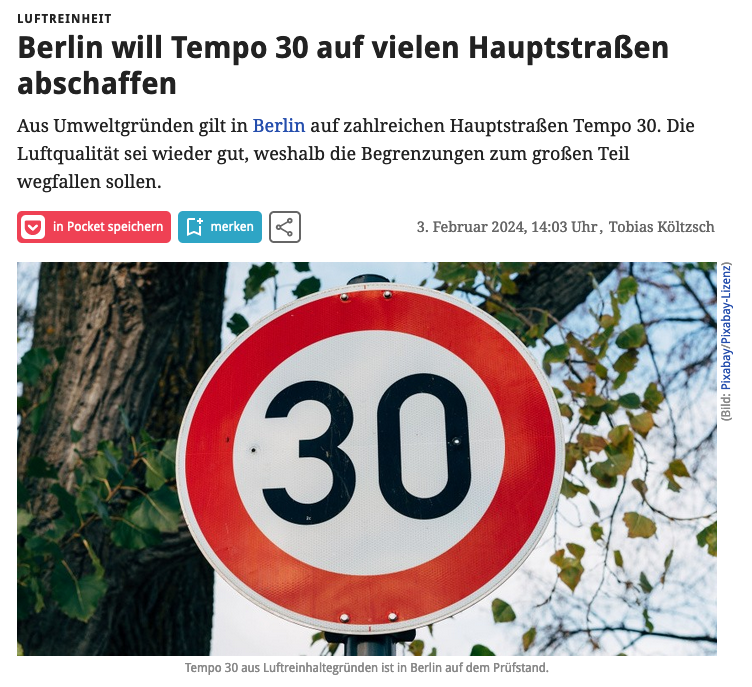 LUFTREINHEIT
Berlin will Tempo 30 auf vielen Hauptstraßen
abschaffen
Aus Umweltgründen gilt in Berlin auf zahlreichen Hauptstraßen Tempo 30. Die
Luftqualität sei wieder gut, weshalb die Begrenzungen zum großen Teil
wegfallen sollen.
in Pocket speichern
merken
3. Februar 2024, 14:03 Uhr, Tobias Költzsch
30
(Bild: Pixabay/Pixabay-Lizenz)
Tempo 30 aus Luftreinhaltegründen ist in Berlin auf dem Prüfstand.